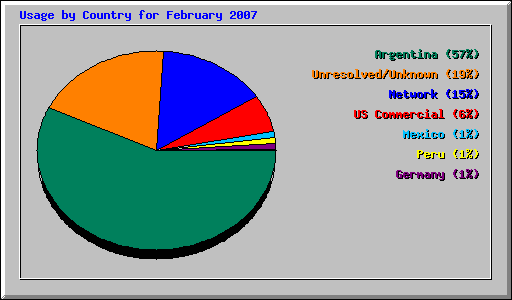 Usage by Country for February 2007
Argentina (57%)
Unresolved/Unknown (19%)
Network (15%)
US Commercial (6%)
Mexico (1%)
Peru (1%)
Germany (1%)